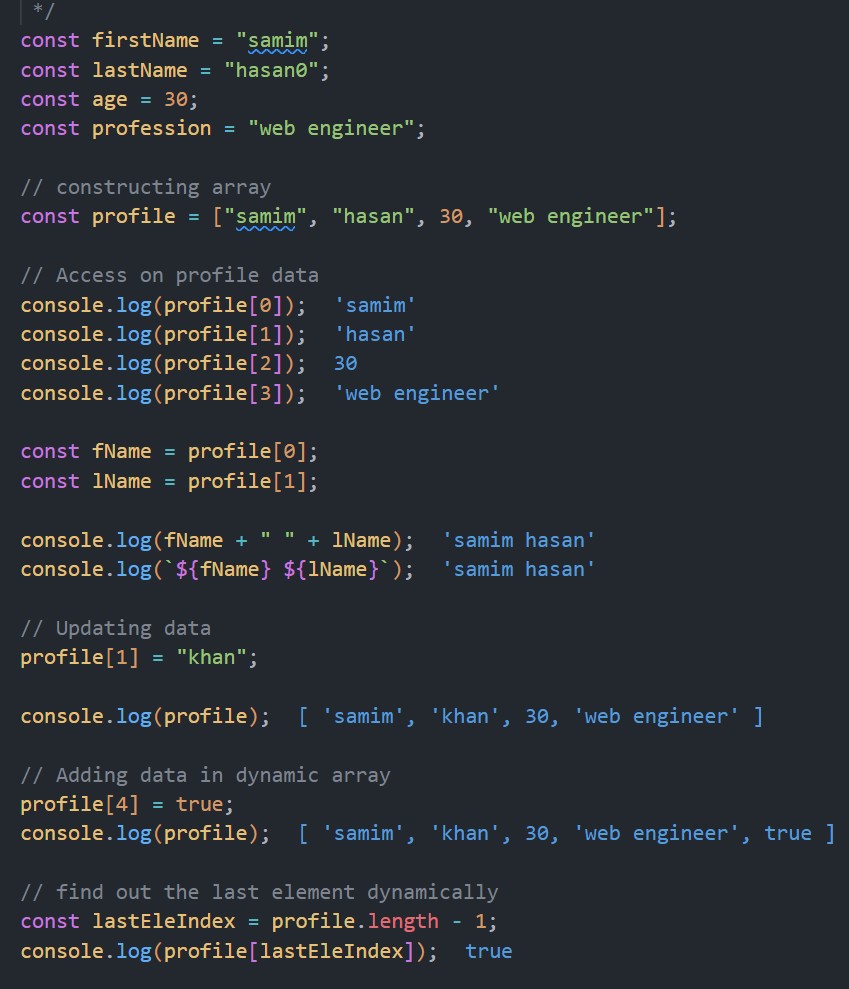 */
const firstName = "samim";
const lastName = "hasan0";
const age = 30;
const profession = "web engineer";
// constructing array
const profile = ["samim", "hasan", 30, "web engineer"];
// Access on profile data
console.log(profile[0]);  'samim'
console.log(profile[1]);  'hasan'
console.log(profile[2]);  30
console.log(profile[3]);  'web engineer'
const fName = profile[0];
const lName = profile[1];
console.log(fName + " " + lName);  'samim hasan'
console.log(`${fName} ${lName}`);  'samim hasan'
// Updating data
profile[1] = "khan";
console.log(profile);  [ 'samim', 'khan', 30, 'web engineer' ]
// Adding data in dynamic array
profile[4] = true;
console.log(profile);  [ 'samim', 'khan', 30, 'web engineer', true ]
// find out the last element dynamically
const lastEleIndex = profile.length - 1;
console.log(profile[lastEleIndex]);  true